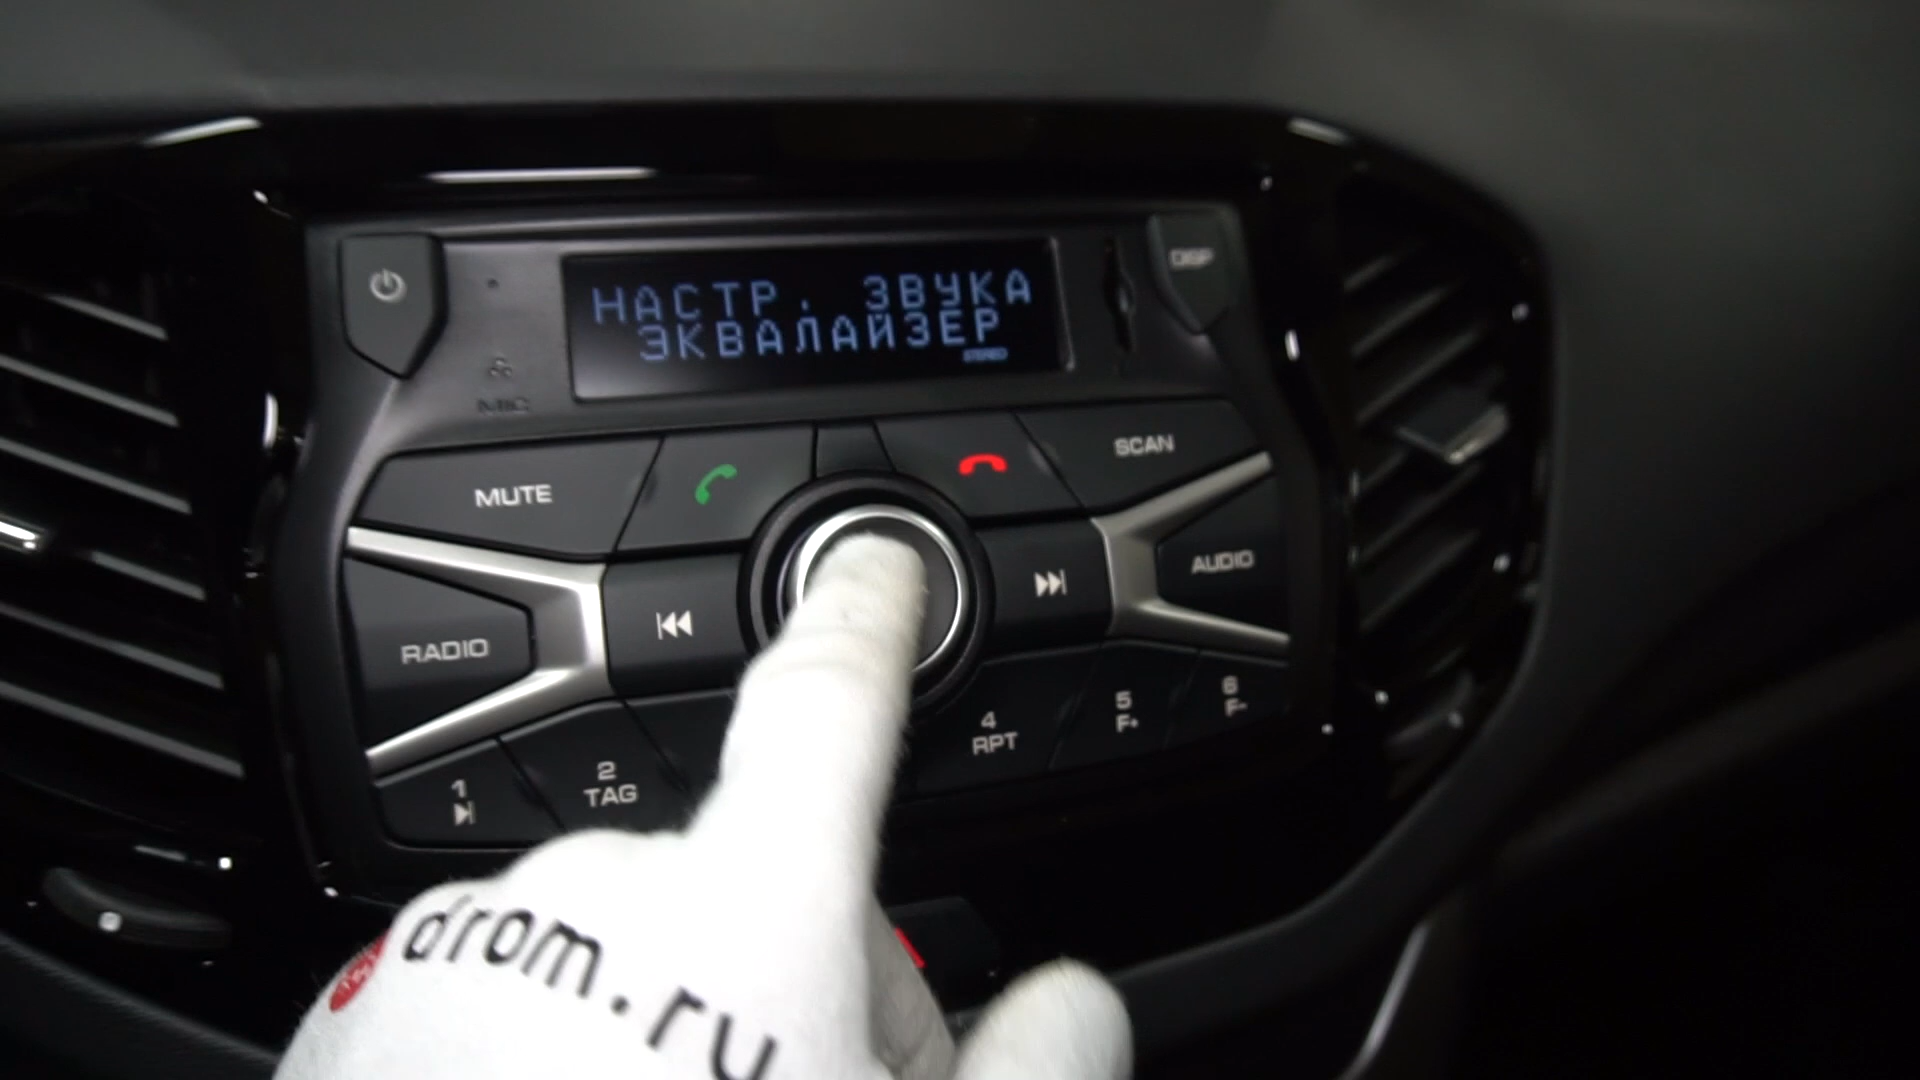 DISP
НАСТР. ЗВУКА
ЭКВАЛАЙЗЕР
STEREO
MIC
MUTE
SCAN
AUDIO
RADIO
1
2
TAG
4
RPT
5
F+
6
F-
drom.ru